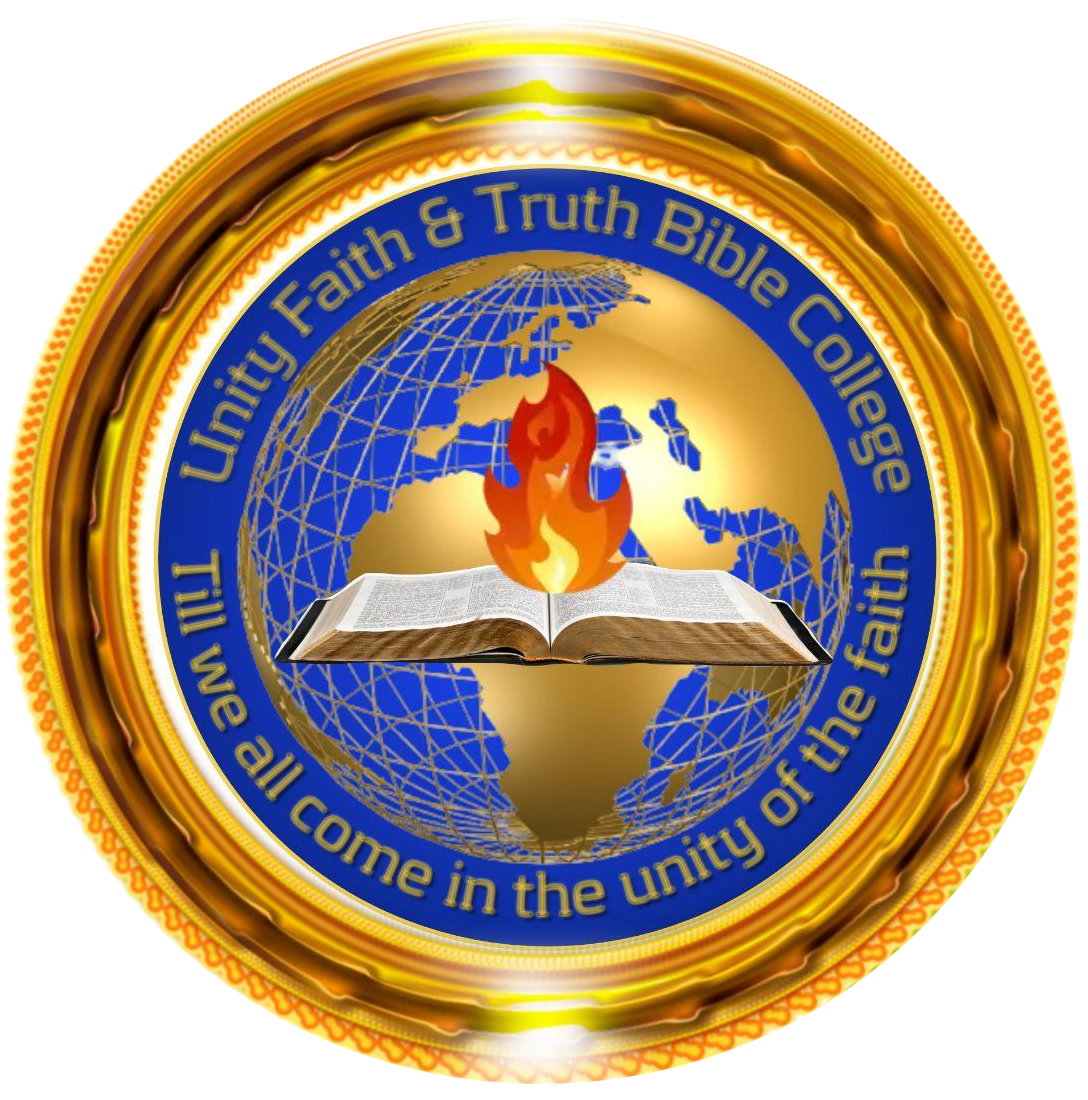 Unity Faith & Truth Bible College
Till we all come in the unity of the faith